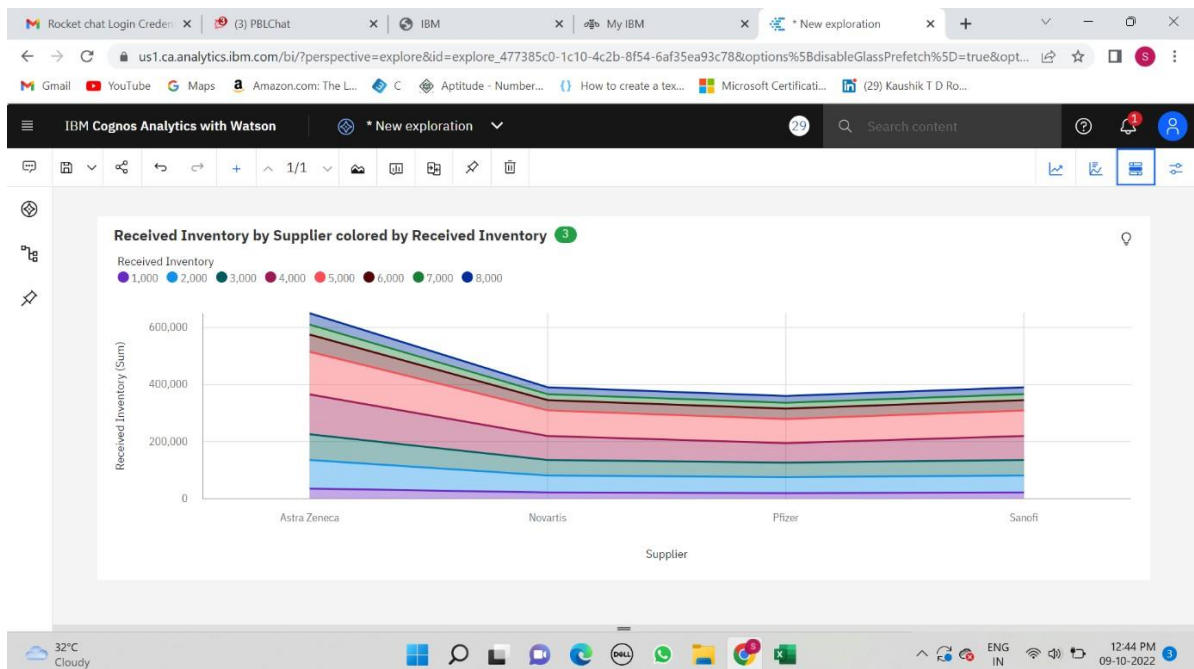 Rocket chat Login Creden
(3) PBLChat
IBM
My IBM
* New exploration
us1.ca.analytics.ibm.com/bi/?perspective=explore&id=explore_477385c0-1c10-4c2b-8f54-6af35ea93c78&options%5BdisableGlassPrefetch%5D=true&opt...
S
Gmail YouTube Maps Amazon.com: The L... C Aptitude - Number... How to create a tex... Microsoft Certificati... (29) Kaushik T D Ro...
IBM Cognos Analytics with Watson
* New exploration
29
Search content
1
1/1
Received Inventory by Supplier colored by Received Inventory 3
Received Inventory
1,000 2,000 3,000 4,000 5,000 6,000 7,000 8,000
Received Inventory (Sum)
600,000
400,000
200,000
0
Astra Zeneca Novartis Pfizer Sanofi
Supplier
32°C
Cloudy
DELL
S
ENG
IN
12:44 PM
09-10-2022
3